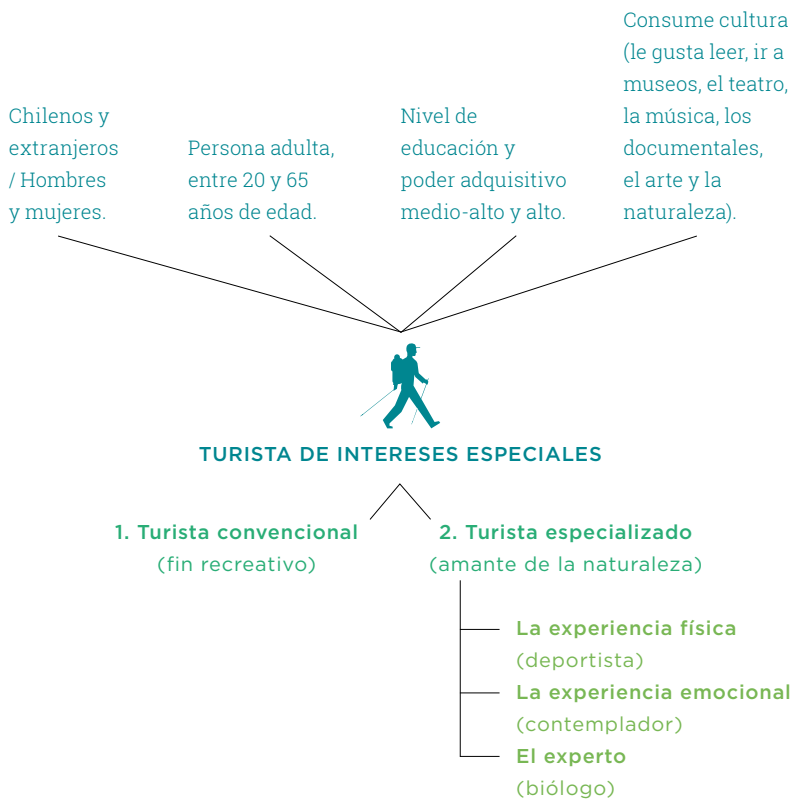 Chilenos y
extranjeros
/ Hombres
y mujeres.
Persona adulta,
entre 20 y 65
años de edad.
Nivel de
educación y
poder adquisitivo
medio-alto y alto.
Consume cultura
(le gusta leer, ir a
museos, el teatro,
la música, los
documentales,
el arte y la
naturaleza).
TURISTA DE INTERESES ESPECIALES
1. Turista convencional
(fin recreativo)
2. Turista especializado
(amante de la naturaleza)
La experiencia física
(deportista)
La experiencia emocional
(contemplador)
El experto
(biólogo)